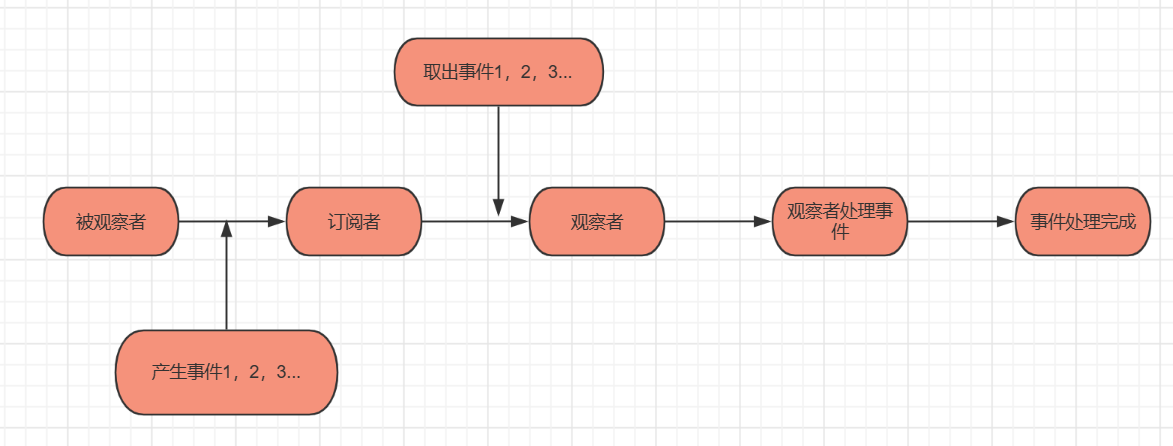 取出事件1，2，3...
被观察者
订阅者
观察者
观察者处理事
件
事件处理完成
产生事件1，2，3...